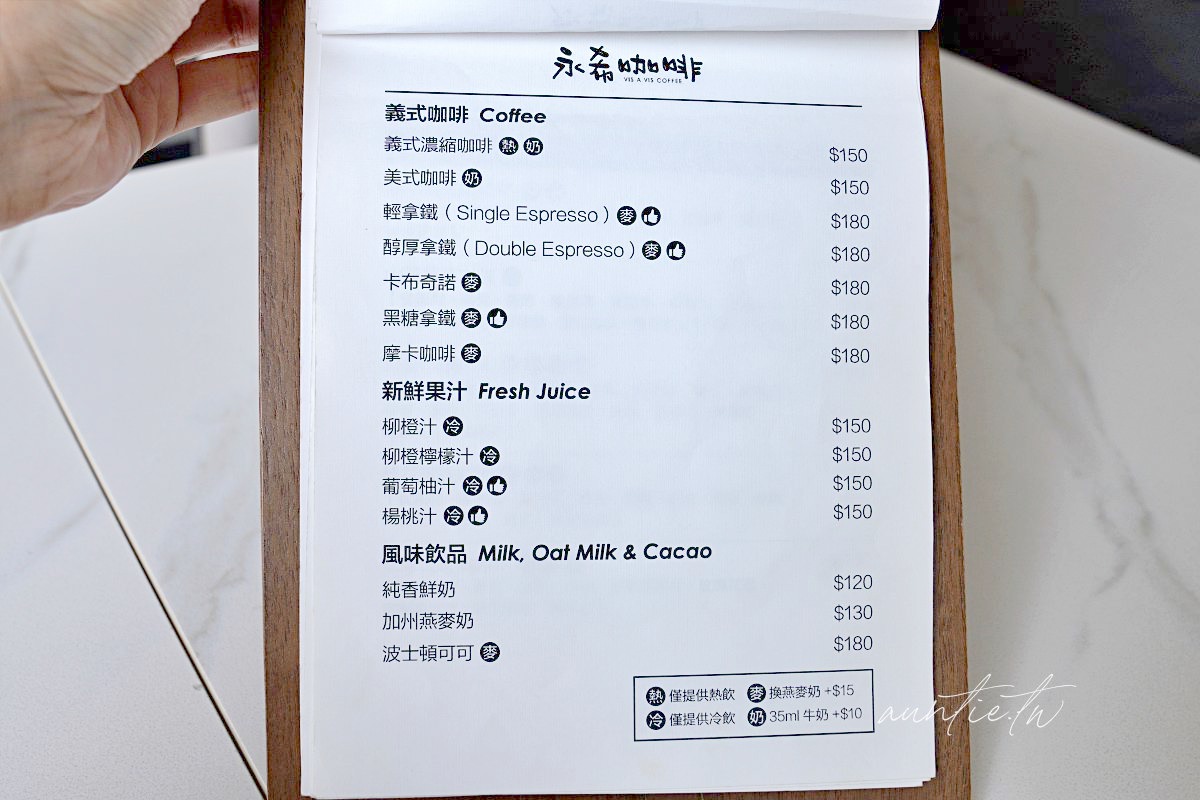 永希咖啡
VIS A VIS COFFEE
義式咖啡 Coffee
義式濃縮咖啡 熱 奶 $150
美式咖啡 奶 $150
輕拿鐵（Single Espresso）麥 $180
醇厚拿鐵（Double Espresso）麥 $180
卡布奇諾 麥 $180
黑糖拿鐵 麥 $180
摩卡咖啡 麥 $180
新鮮果汁 Fresh Juice
柳橙汁 冷 $150
柳橙檸檬汁 冷 $150
葡萄柚汁 冷 $150
楊桃汁 冷 $150
風味飲品 Milk, Oat Milk & Cacao
純香鮮奶 $120
加州燕麥奶 $130
波士頓可可 麥 $180
熱 僅提供熱飲 麥 換燕麥奶 +$15
冷 僅提供冷飲 奶 35ml 牛奶 +$10
auntie.tw